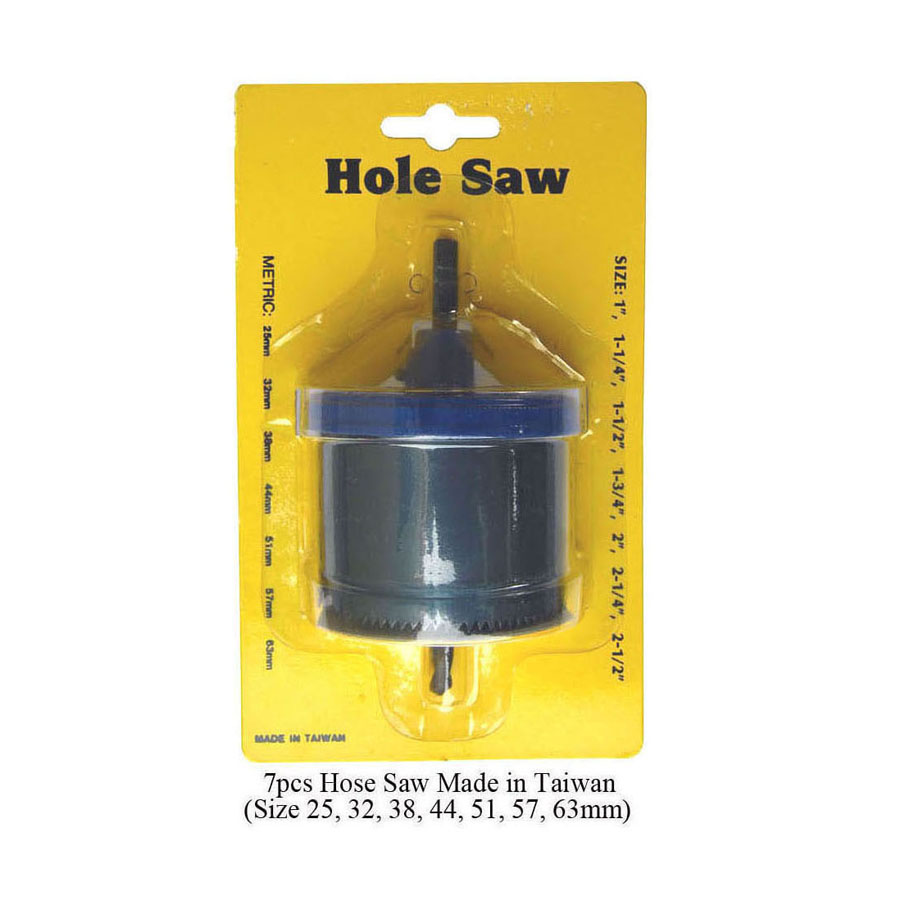 Hole Saw
METRIC: 25mm 32mm 38mm 44mm 51mm 57mm 63mm
SIZE: 1", 1-1/4", 1-1/2", 1-3/4", 2", 2-1/4", 2-1/2"
MADE IN TAIWAN
7pcs Hose Saw Made in Taiwan
(Size 25, 32, 38, 44, 51, 57, 63mm)